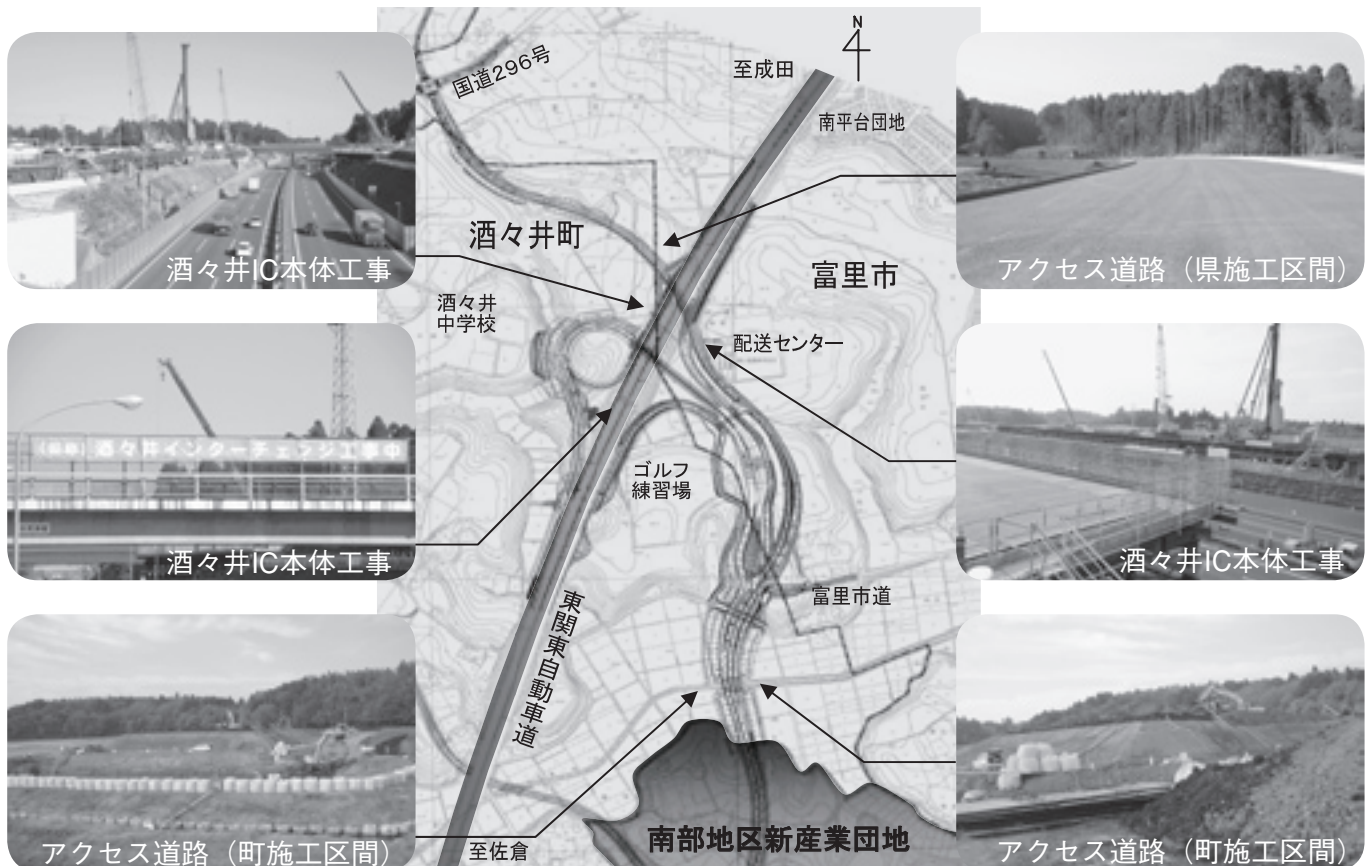 酒々井IC本体工事
酒々井インターチェンジ工事中
酒々井IC本体工事
アクセス道路（町施工区間）
N
国道296号
至成田
南平台団地
酒々井町
富里市
酒々井
中学校
配送センター
ゴルフ
練習場
富里市道
東関東自動車道
南部地区新産業団地
至佐倉
アクセス道路（県施工区間）
酒々井IC本体工事
アクセス道路（町施工区間）